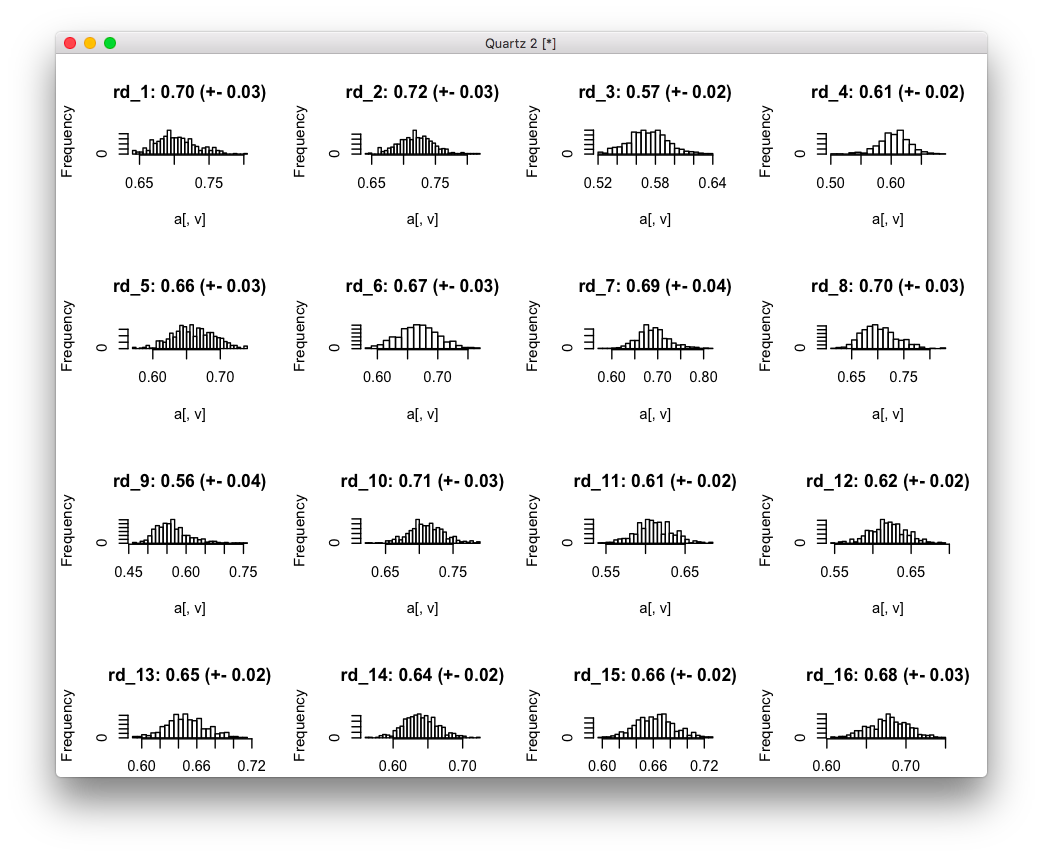 Quartz 2 [*]
rd_1: 0.70 (+- 0.03)
Frequency
0
0.65 0.75
a[, v]
rd_2: 0.72 (+- 0.03)
Frequency
0
0.65 0.75
a[, v]
rd_3: 0.57 (+- 0.02)
Frequency
0
0.52 0.58 0.64
a[, v]
rd_4: 0.61 (+- 0.02)
Frequency
0
0.50 0.60
a[, v]
rd_5: 0.66 (+- 0.03)
Frequency
0
0.60 0.70
a[, v]
rd_6: 0.67 (+- 0.03)
Frequency
0
0.60 0.70
a[, v]
rd_7: 0.69 (+- 0.04)
Frequency
0
0.60 0.70 0.80
a[, v]
rd_8: 0.70 (+- 0.03)
Frequency
0
0.65 0.75
a[, v]
rd_9: 0.56 (+- 0.04)
Frequency
0
0.45 0.60 0.75
a[, v]
rd_10: 0.71 (+- 0.03)
Frequency
0
0.65 0.75
a[, v]
rd_11: 0.61 (+- 0.02)
Frequency
0
0.55 0.65
a[, v]
rd_12: 0.62 (+- 0.02)
Frequency
0
0.55 0.65
a[, v]
rd_13: 0.65 (+- 0.02)
Frequency
0
0.60 0.66 0.72
rd_14: 0.64 (+- 0.02)
Frequency
0
0.60 0.70
rd_15: 0.66 (+- 0.02)
Frequency
0
0.60 0.66 0.72
rd_16: 0.68 (+- 0.03)
Frequency
0
0.60 0.70